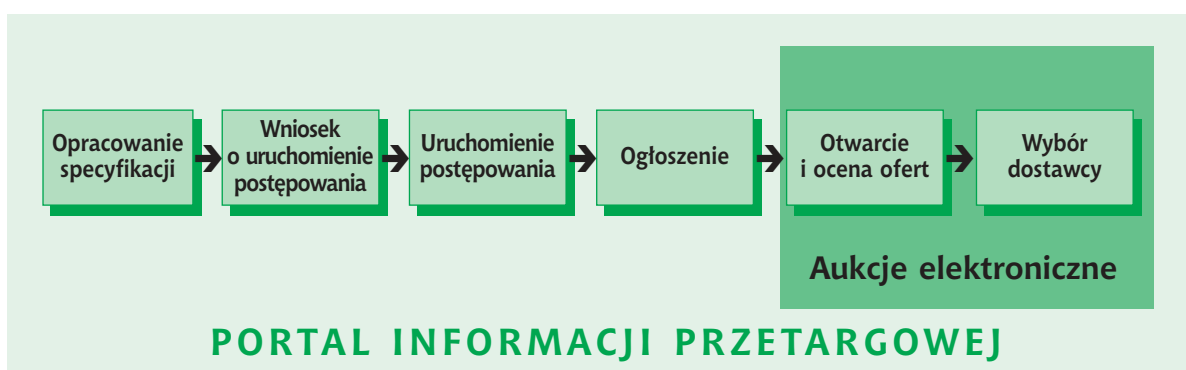 Opracowanie
specyfikacji
Wniosek
o uruchomienie
postępowania
Uruchomienie
postępowania
Ogłoszenie
Otwarcie
i ocena ofert
Wybór
dostawcy
Aukcje elektroniczne
PORTAL INFORMACJI PRZETARGOWEJ